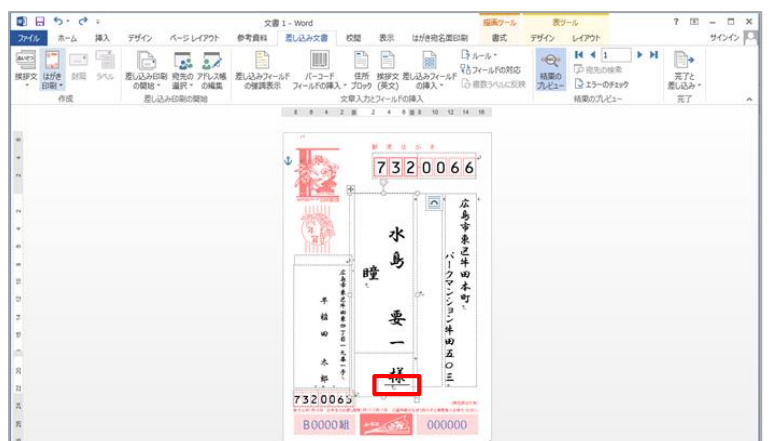 文書 1 - Word
描画ツール
表ツール
ファイル ホーム 挿入 デザイン ページ レイアウト 参考資料 差し込み文書 校閲 表示 はがき宛名面印刷 書式 デザイン レイアウト サインイン
挨拶文 はがき印刷 封筒 ラベル
差し込み印刷の開始 宛先の選択 アドレス帳の編集
差し込みフィールドの強調表示 バーコードフィールドの挿入 住所ブロック 挨拶文(英文) 差し込みフィールドの挿入
ルール
フィールドの対応
複数ラベルに反映
結果のプレビュー
1
宛先の検索
エラーのチェック
完了と差し込み
作成 差し込み印刷の開始 文章入力とフィールドの挿入 結果のプレビュー 完了
8 6 4 2 2 4 6 8 10 12 14 16
郵便はがき
7320066
広島市東区牛田本町
パークマンション牛田五〇三
水島 要一 様
瞳
早稲田 太郎
7320065
B0000組
000000